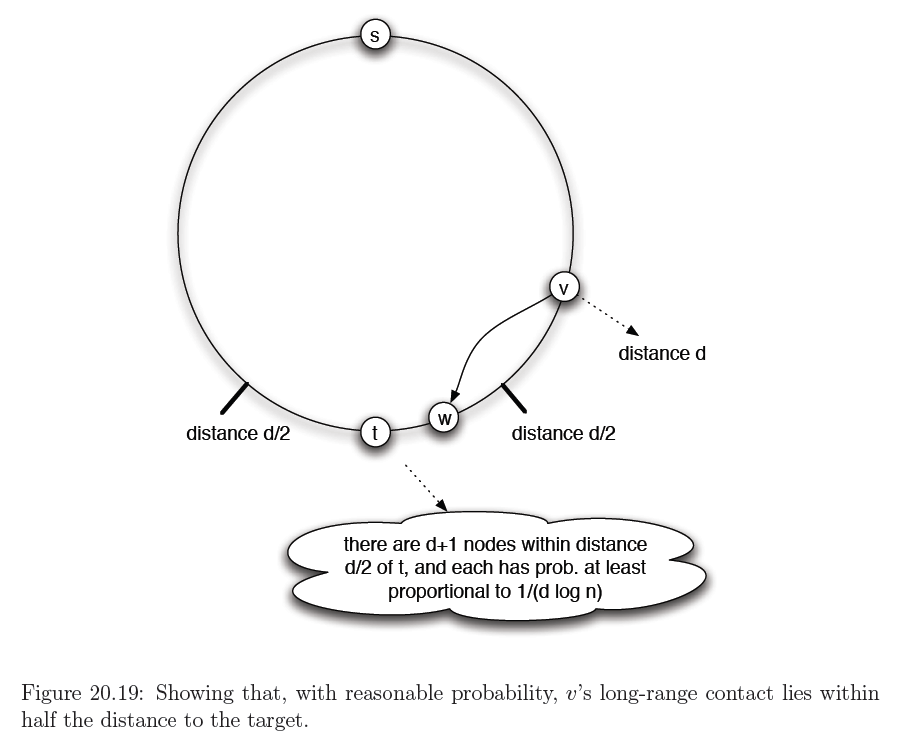 s
v
distance d
w
t
distance d/2
distance d/2
there are d+1 nodes within distance
d/2 of t, and each has prob. at least
proportional to 1/(d log n)
Figure 20.19: Showing that, with reasonable probability, v's long-range contact lies within
half the distance to the target.